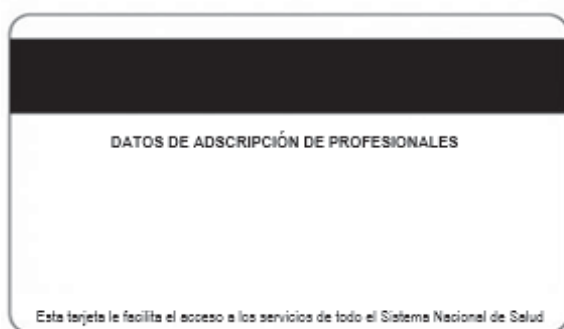 DATOS DE ADSCRIPCIÓN DE PROFESIONALES
Esta tarjeta le facilita el acceso a los servicios de todo el Sistema Nacional de Salud